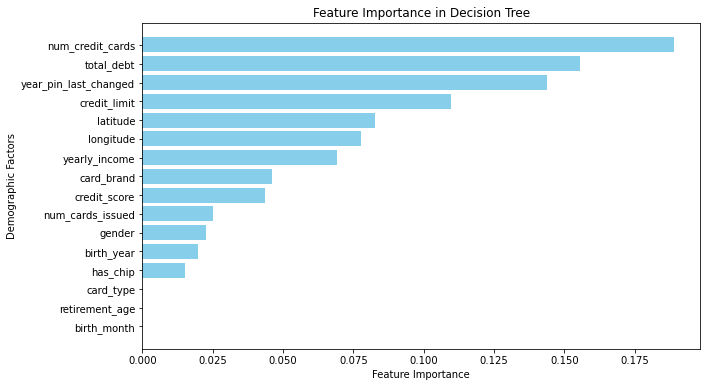 Feature Importance in Decision Tree
Demographic Factors
num_credit_cards
total_debt
year_pin_last_changed
credit_limit
latitude
longitude
yearly_income
card_brand
credit_score
num_cards_issued
gender
birth_year
has_chip
card_type
retirement_age
birth_month
0.000 0.025 0.050 0.075 0.100 0.125 0.150 0.175
Feature Importance